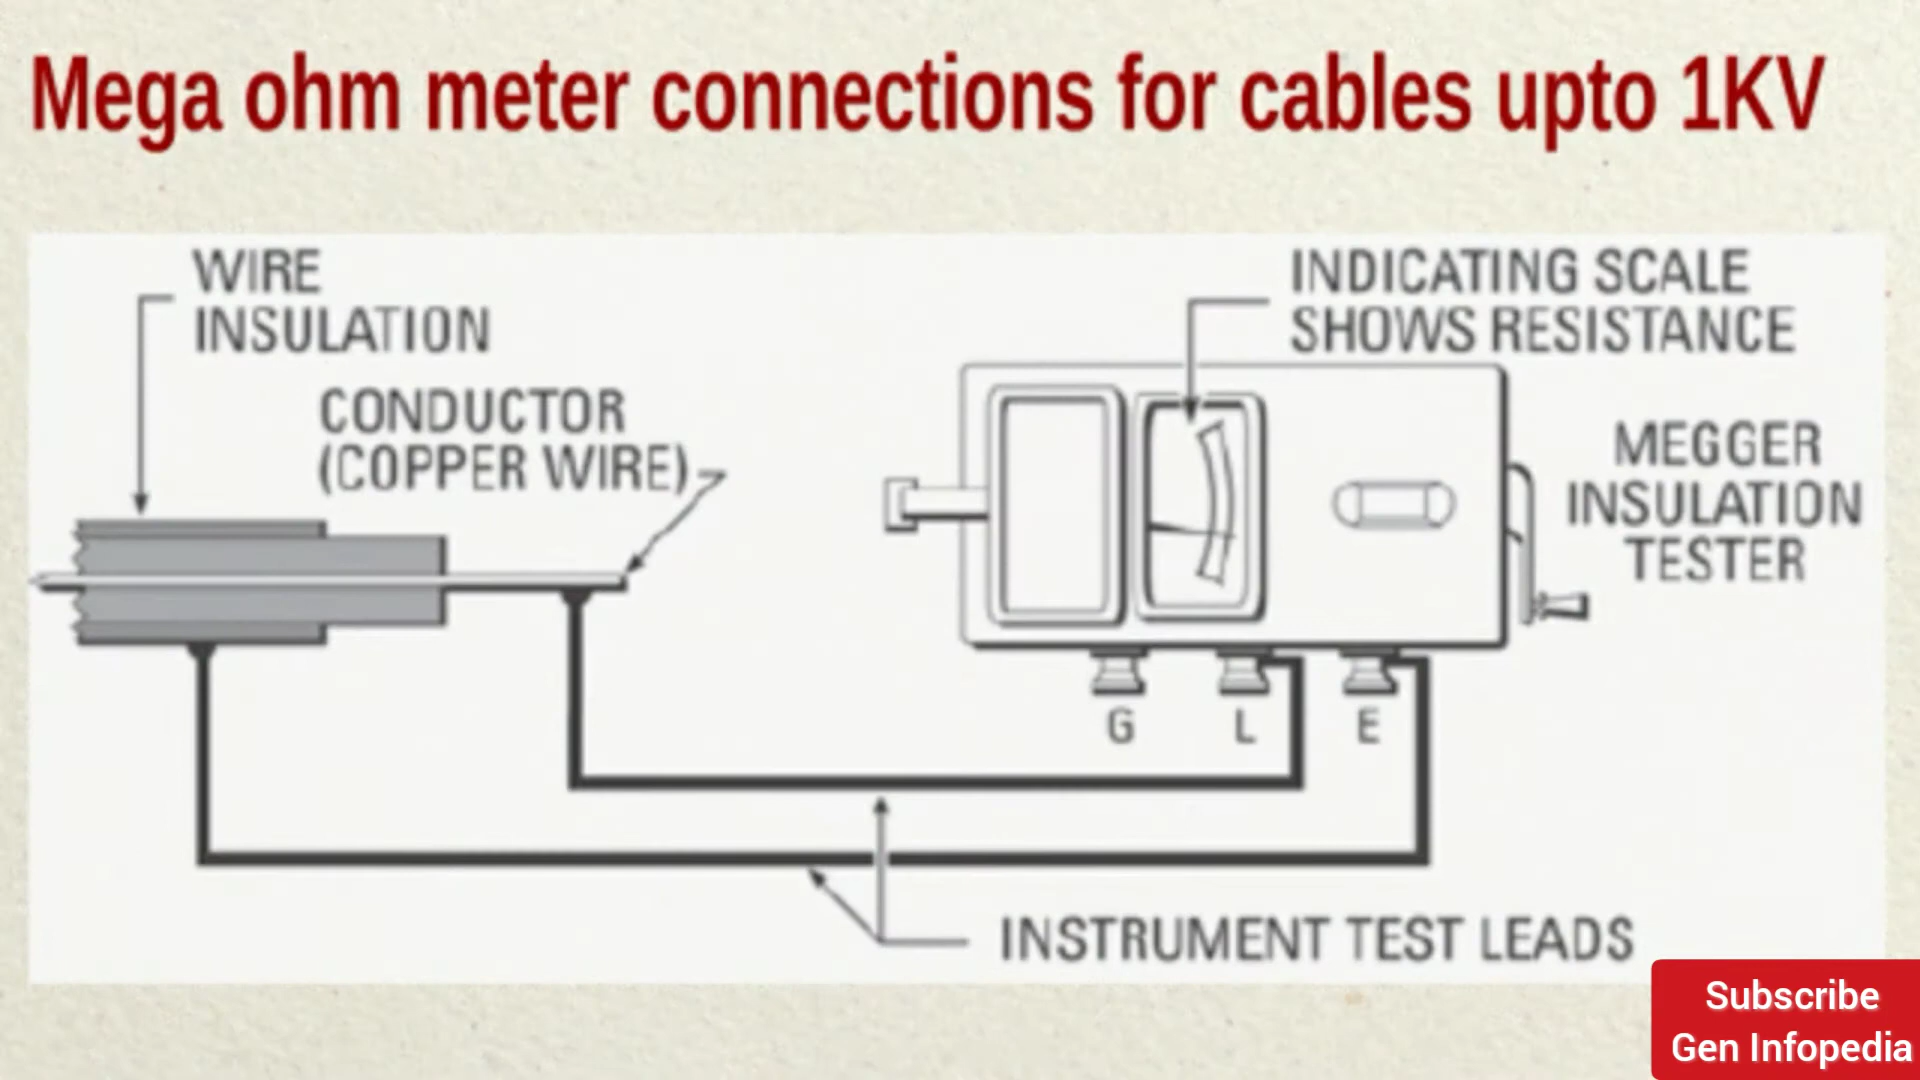 Mega ohm meter connections for cables upto 1KV
WIRE
INSULATION
CONDUCTOR
(COPPER WIRE)
INDICATING SCALE
SHOWS RESISTANCE
MEGGER
INSULATION
TESTER
G L E
INSTRUMENT TEST LEADS
Subscribe
Gen Infopedia